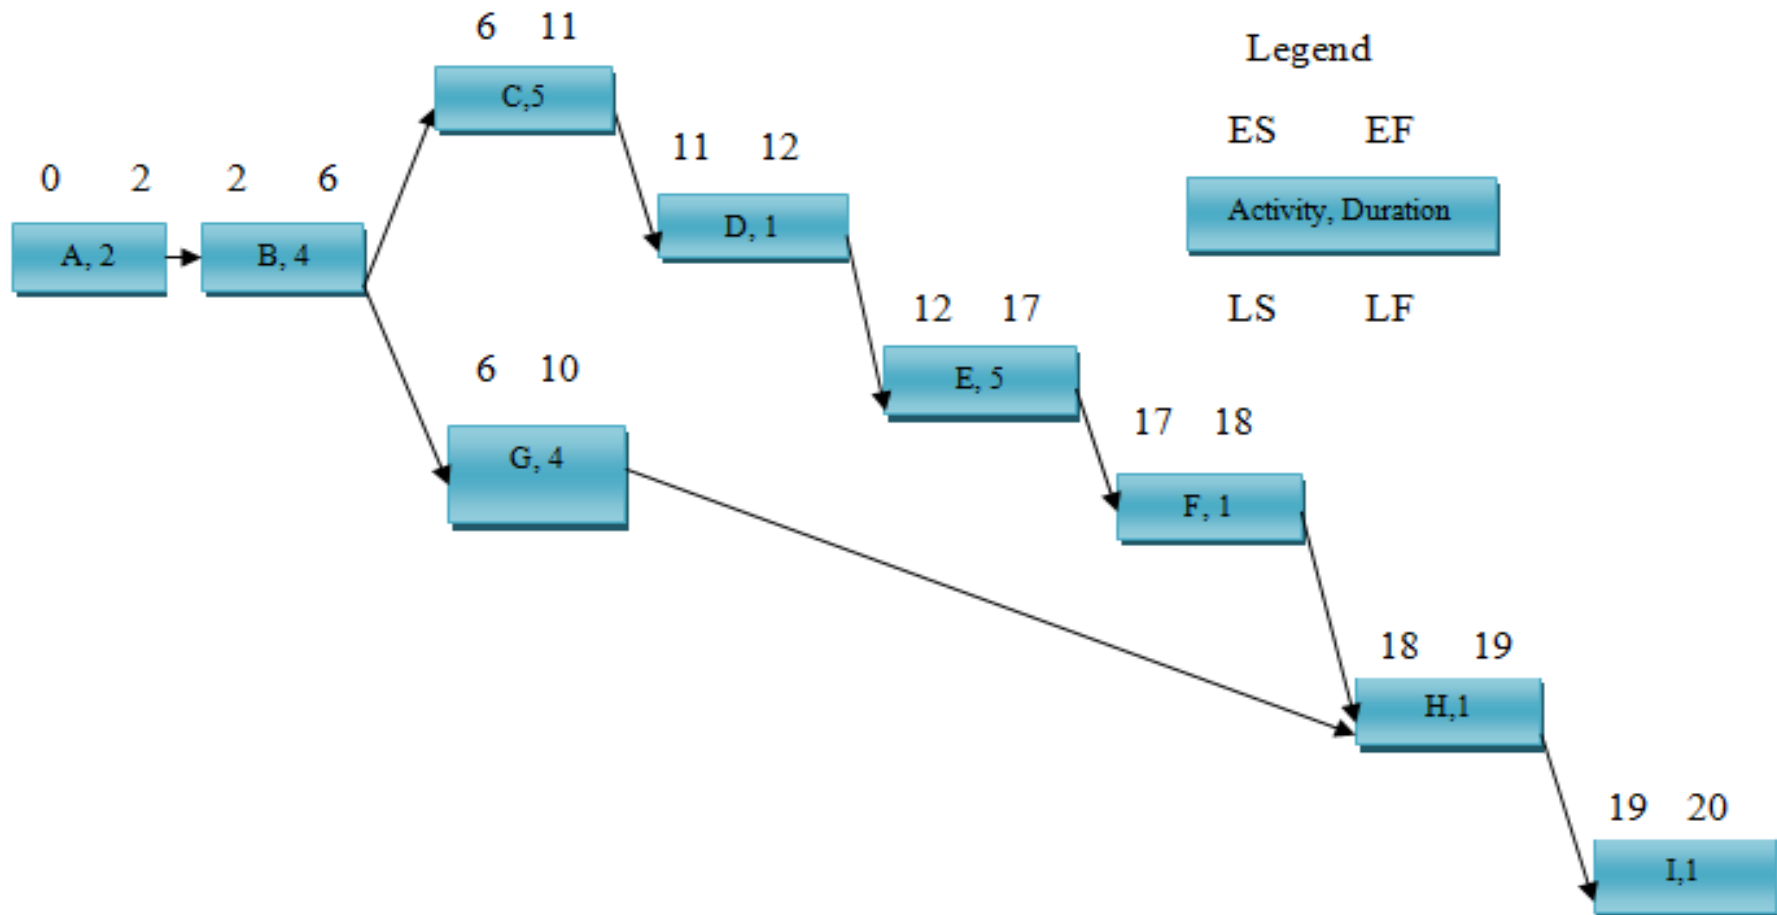 6 11
C,5
Legend
ES EF
Activity, Duration
LS LF
0 2
A, 2
2 6
B, 4
11 12
D, 1
12 17
E, 5
6 10
G, 4
17 18
F, 1
18 19
H,1
19 20
I,1